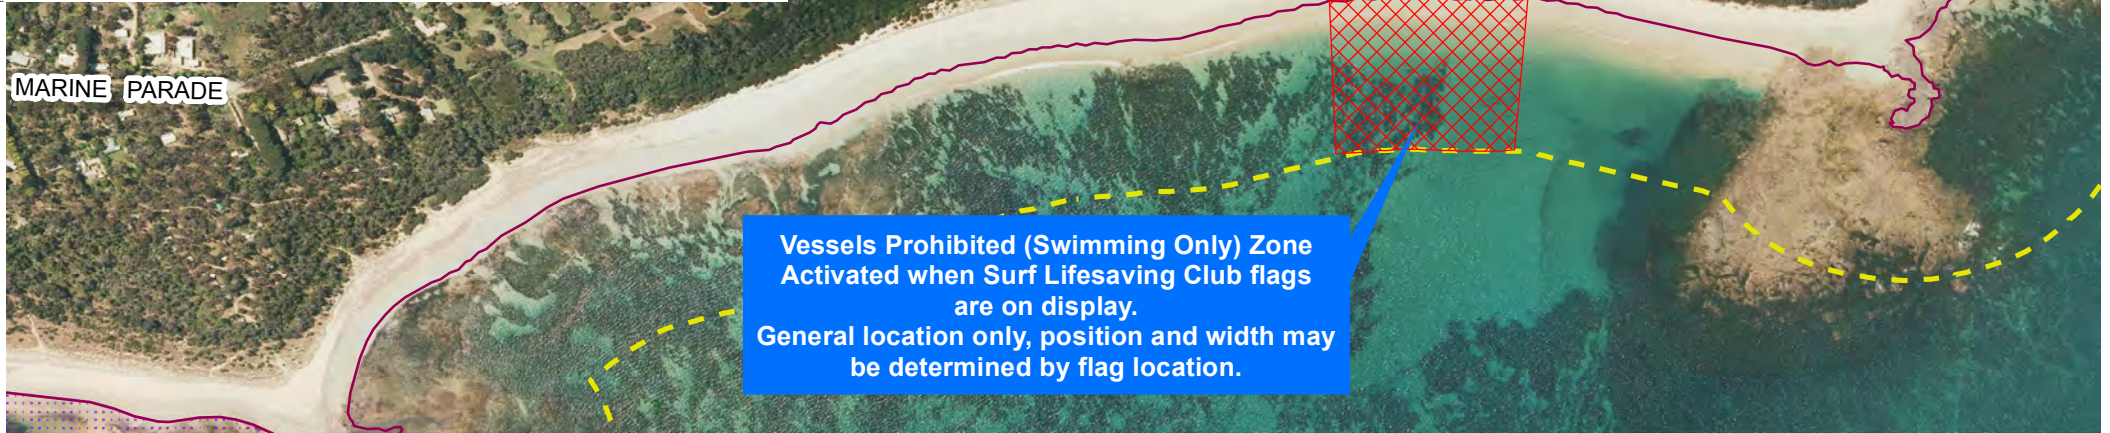 MARINE PARADE
Vessels Prohibited (Swimming Only) Zone
Activated when Surf Lifesaving Club flags
are on display.
General location only, position and width may
be determined by flag location.